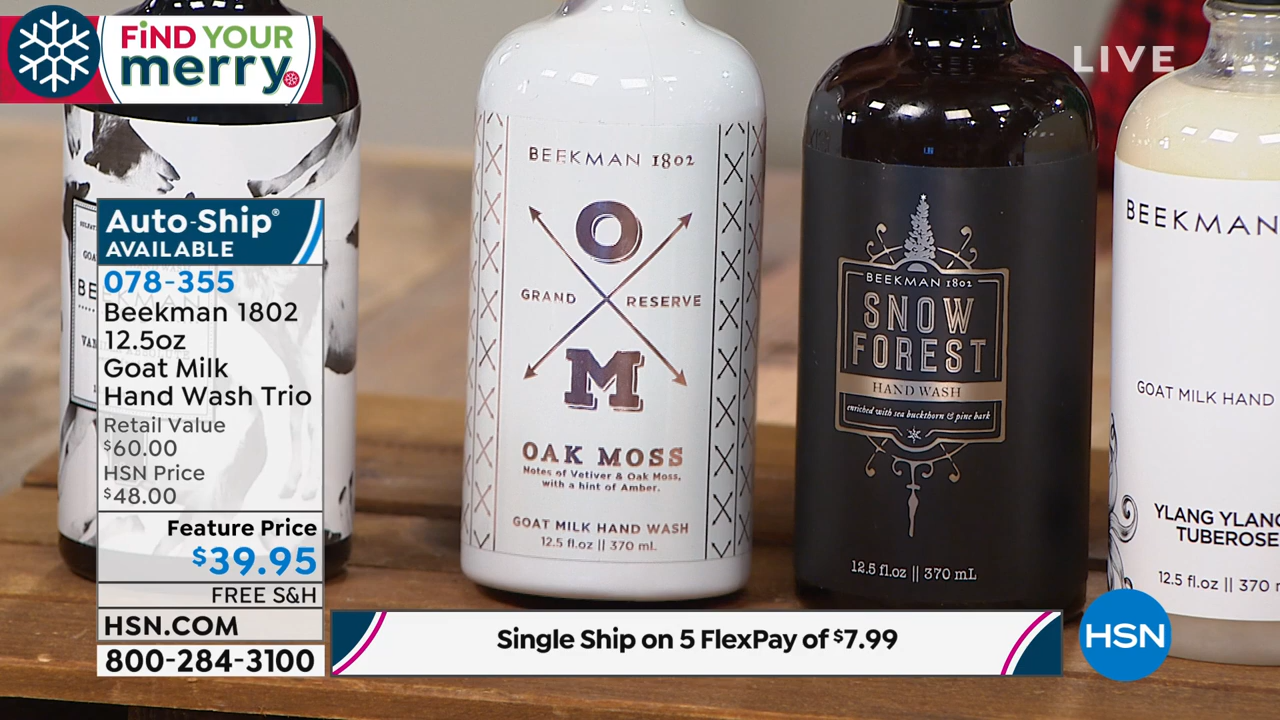 FiND YOUR
merry
LIVE
Auto-Ship®
AVAILABLE
078-355
Beekman 1802
12.5oz
Goat Milk
Hand Wash Trio
Retail Value
$60.00
HSN Price
$48.00
Feature Price
$39.95
FREE S&H
HSN.COM
800-284-3100
BEEKMAN 1802
O
GRAND RESERVE
M
OAK MOSS
Notes of Vetiver & Oak Moss,
with a hint of Amber.
GOAT MILK HAND WASH
12.5 fl.oz || 370 mL
BEEKMAN 1802
SNOW
FOREST
HAND WASH
enriched with sea buckthorn & pine bark
12.5 fl.oz || 370 mL
BEEKMAN
GOAT MILK HAND
YLANG YLANG
TUBEROSE
12.5 fl.oz || 370
Single Ship on 5 FlexPay of $7.99
HSN